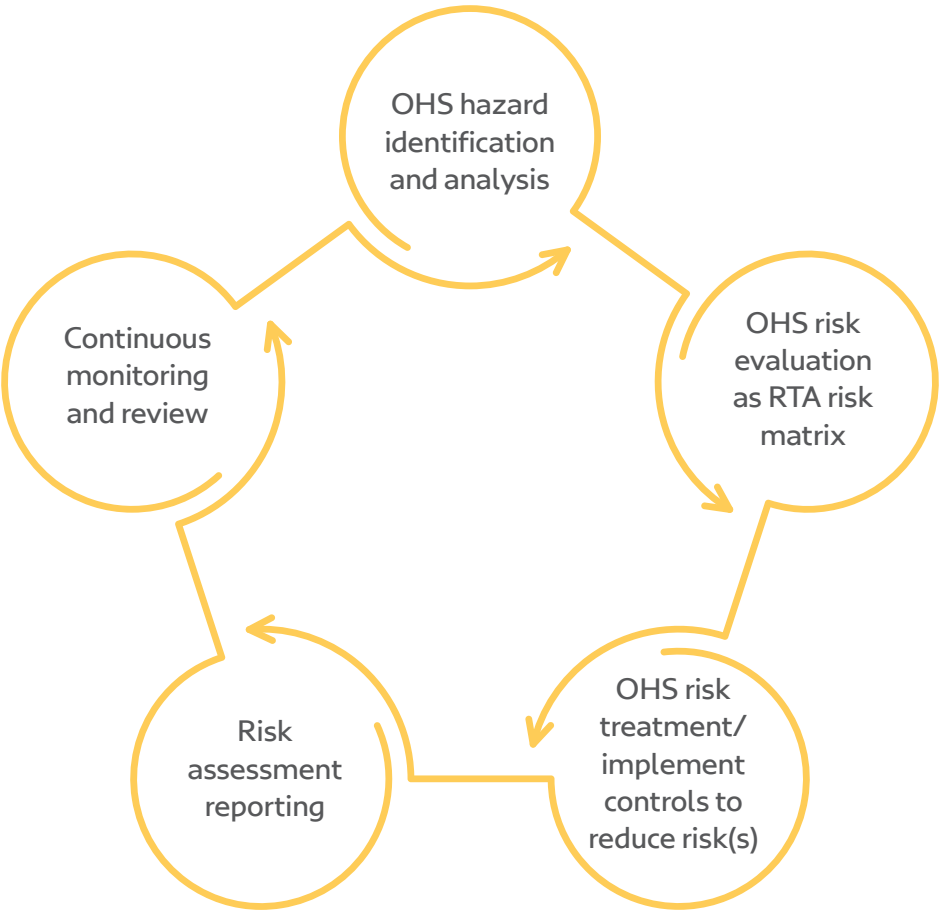 OHS hazard
identification
and analysis
OHS risk
evaluation
as RTA risk
matrix
OHS risk
treatment/
implement
controls to
reduce risk(s)
Risk
assessment
reporting
Continuous
monitoring
and review